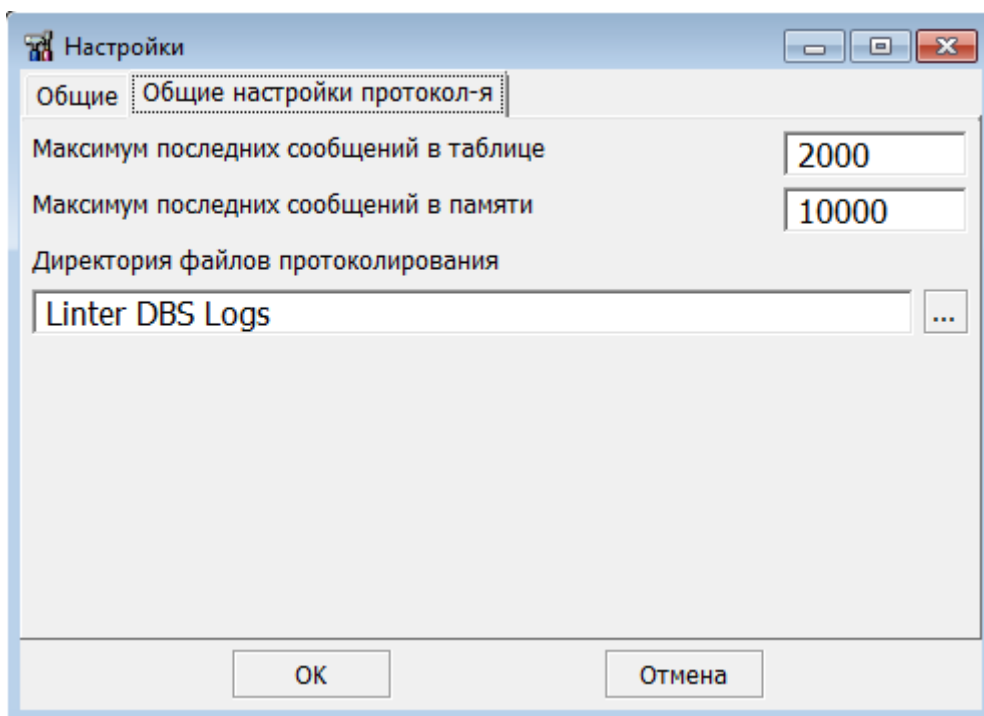 Настройки
Общие Общие настройки протокол-я
Максимум последних сообщений в таблице 2000
Максимум последних сообщений в памяти 10000
Директория файлов протоколирования
Linter DBS Logs ...
OK Отмена